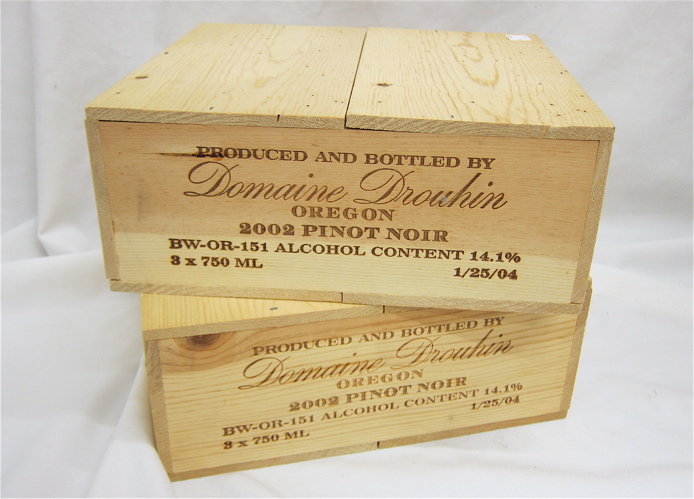 PRODUCED AND BOTTLED BY
Domaine Drouhin
OREGON
2002 PINOT NOIR
BW-OR-151 ALCOHOL CONTENT 14.1%
3 x 750 ML 1/25/04
PRODUCED AND BOTTLED BY
Domaine Drouhin
OREGON
2002 PINOT NOIR
BW-OR-151 ALCOHOL CONTENT 14.1%
3 x 750 ML 1/25/04